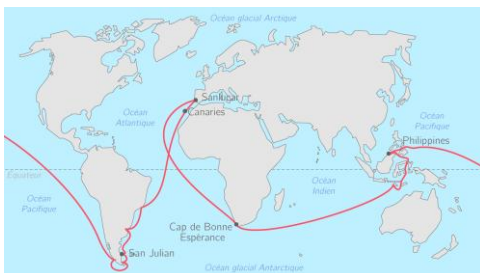 Océan glacial Arctique
Sanlucar
Canaries
Océan
Atlantique
Océan
Pacifique
Philippines
Équateur
Océan
Indien
Océan
Pacifique
Cap de Bonne
Espérance
San Julian
Océan glacial Antarctique